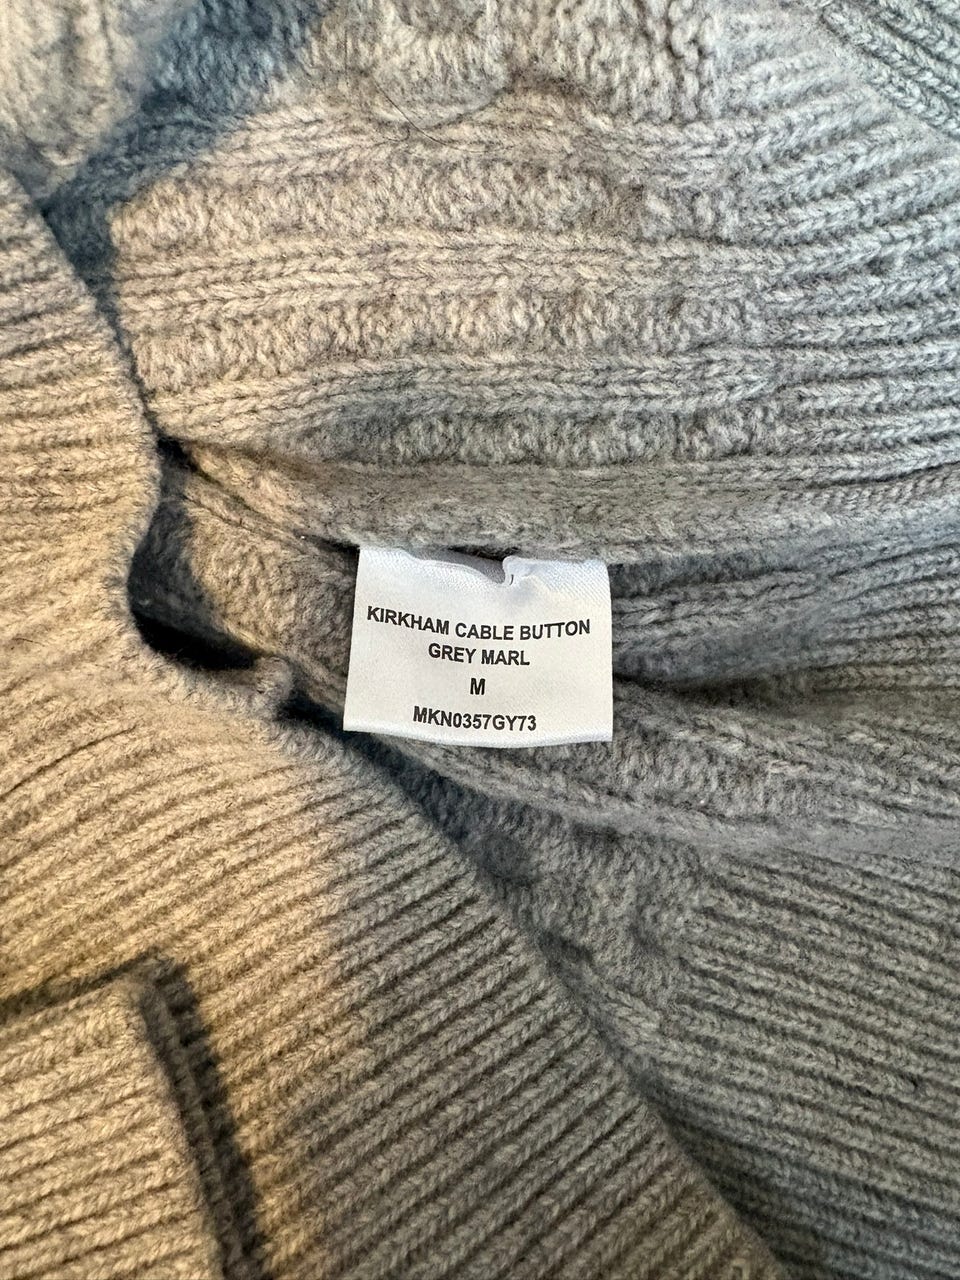 KIRKHAM CABLE BUTTON
GREY MARL
M
MKN0357GY73